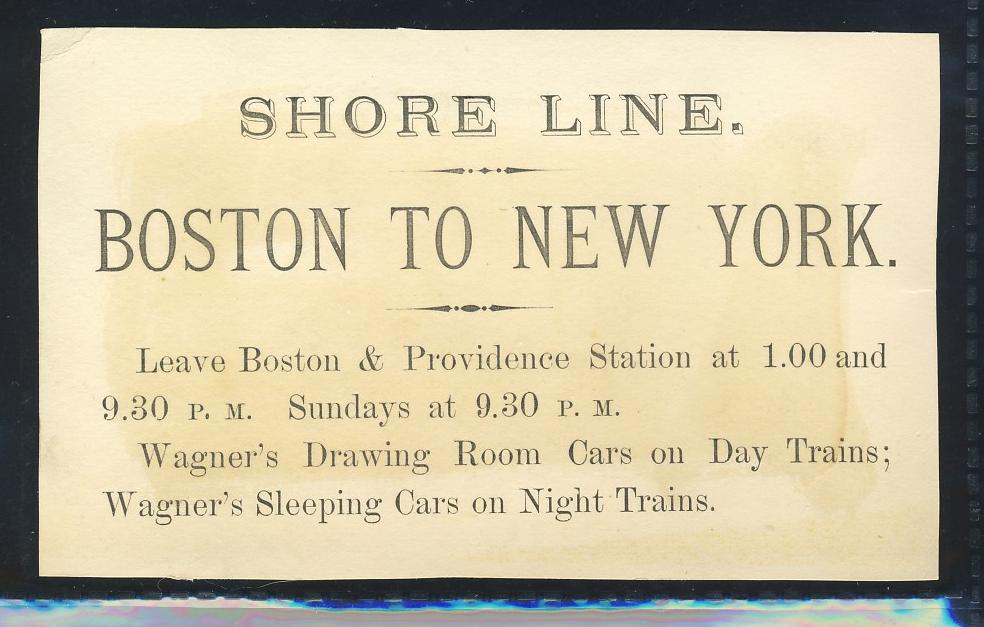 SHORE LINE.
BOSTON TO NEW YORK.
Leave Boston & Providence Station at 1.00 and
9.30 P. M. Sundays at 9.30 P. M.
Wagner's Drawing Room Cars on Day Trains;
Wagner's Sleeping Cars on Night Trains.